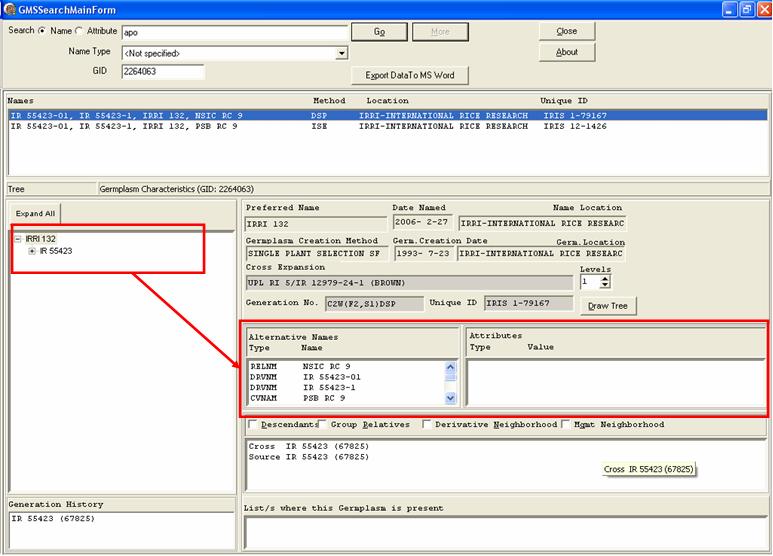 GMSSearchMainForm
Search Name Attribute apo Go More Close
Name Type <Not specified> About
GID 2264063 Export DataTo MS Word
Names Method Location Unique ID
IR 55423-01, IR 55423-1, IRRI 132, NSIC RC 9 DSP IRRI-INTERNATIONAL RICE RESEARCH IRIS 1-79167
IR 55423-01, IR 55423-1, IRRI 132, PSB RC 9 ISE IRRI-INTERNATIONAL RICE RESEARCH IRIS 12-1426
Tree Germplasm Characteristics (GID: 2264063)
Expand All
IRRI 132
IR 55423
Preferred Name Date Named Name Location
IRRI 132 2006- 2-27 IRRI-INTERNATIONAL RICE RESEARC
Germplasm Creation Method Germ.Creation Date Germ.Location
SINGLE PLANT SELECTION SF 1993- 7-23 IRRI-INTERNATIONAL RICE RESEARC
Cross Expansion Levels
UPL RI 5/IR 12979-24-1 (BROWN) 1
Generation No. C2W(F2,S1)DSP Unique ID IRIS 1-79167 Draw Tree
Alternative Names
Type Name
RELNM NSIC RC 9
DRVNM IR 55423-01
DRVNM IR 55423-1
CVNAM PSB RC 9
Attributes
Type Value
Descendants Group Relatives Derivative Neighborhood Mgmt Neighborhood
Cross IR 55423 (67825)
Source IR 55423 (67825)
Cross IR 55423 (67825)
Generation History
IR 55423 (67825)
List/s where this Germplasm is present